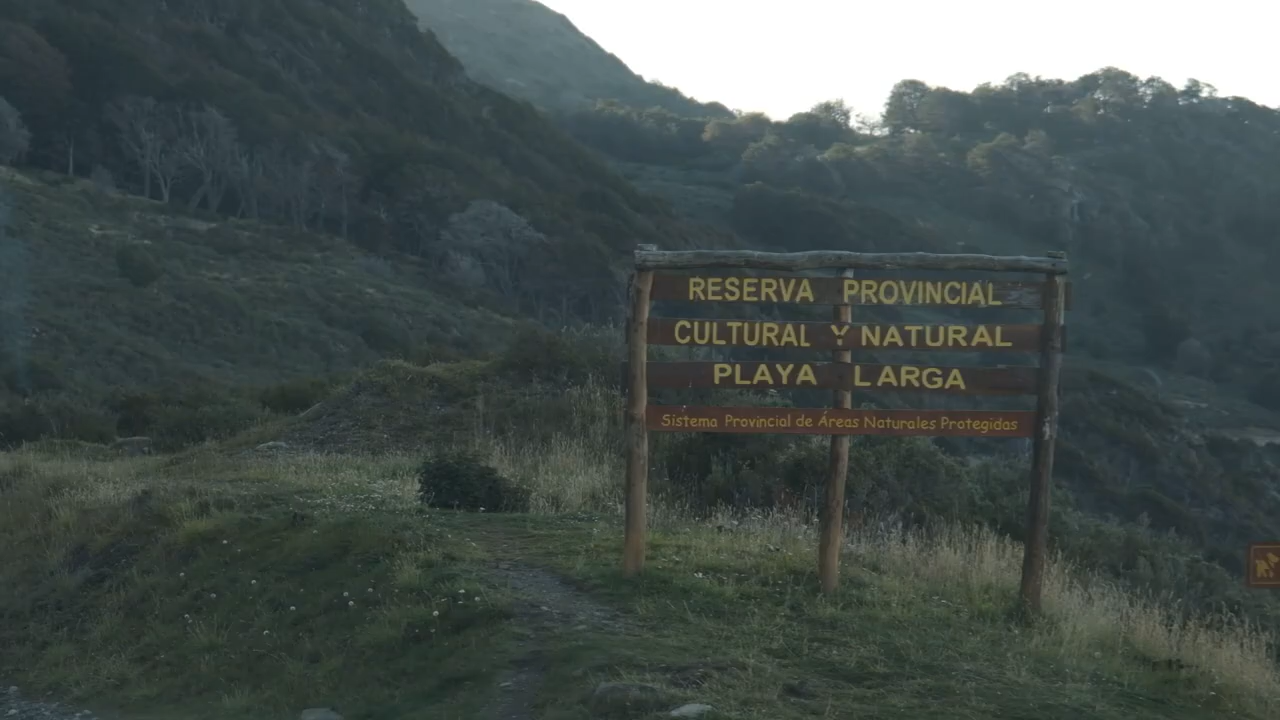 RESERVA PROVINCIAL
CULTURAL Y NATURAL
PLAYA LARGA
Sistema Provincial de Áreas Naturales Protegidas